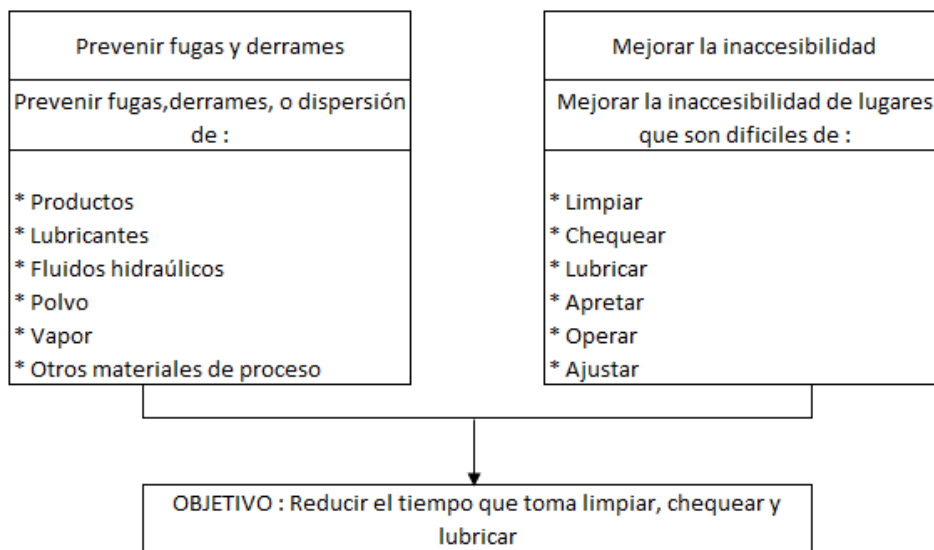 Prevenir fugas y derrames
Prevenir fugas,derrames, o dispersión
de :
* Productos
* Lubricantes
* Fluidos hidraúlicos
* Polvo
* Vapor
* Otros materiales de proceso
Mejorar la inaccesibilidad
Mejorar la inaccesibilidad de lugares
que son dificiles de :
* Limpiar
* Chequear
* Lubricar
* Apretar
* Operar
* Ajustar
OBJETIVO : Reducir el tiempo que toma limpiar, chequear y
lubricar